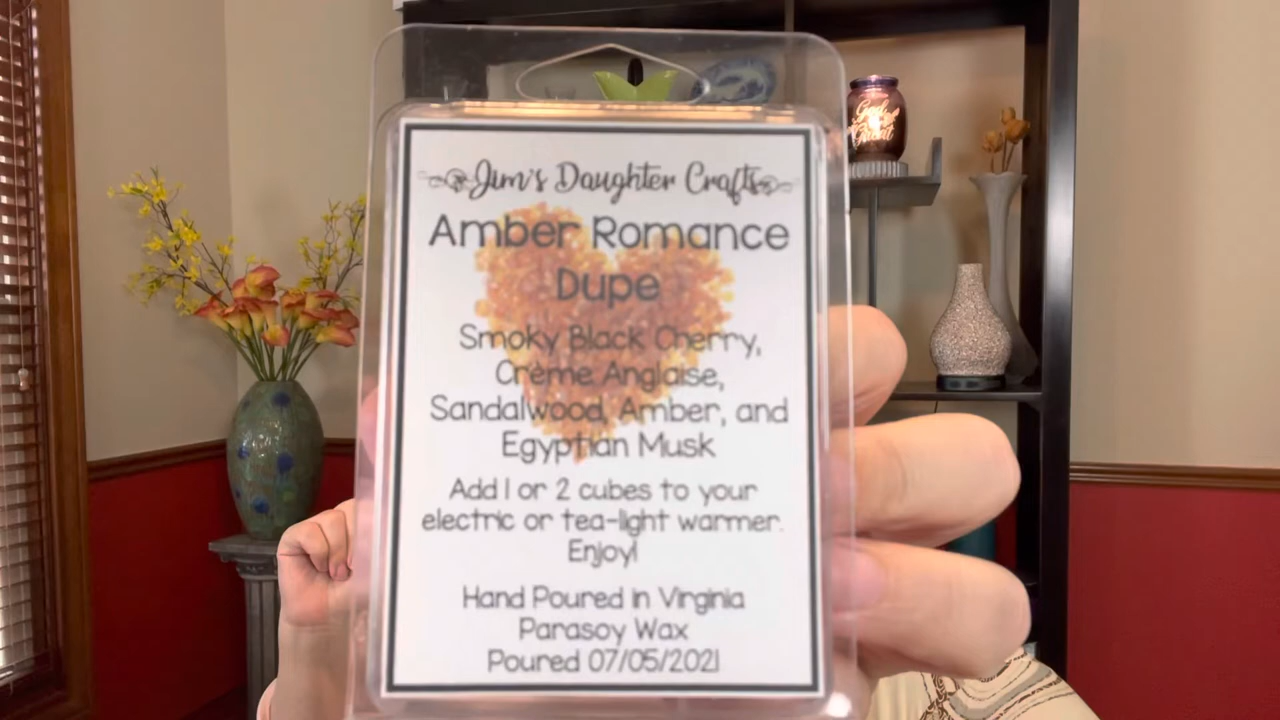 Jim's Daughter Crafts
Amber Romance
Dupe
Smoky Black Cherry,
Crème Anglaise,
Sandalwood, Amber, and
Egyptian Musk
Add 1 or 2 cubes to your
electric or tea-light warmer.
Enjoy!
Hand Poured in Virginia
Parasoy Wax
Poured 07/05/2021
God
Great